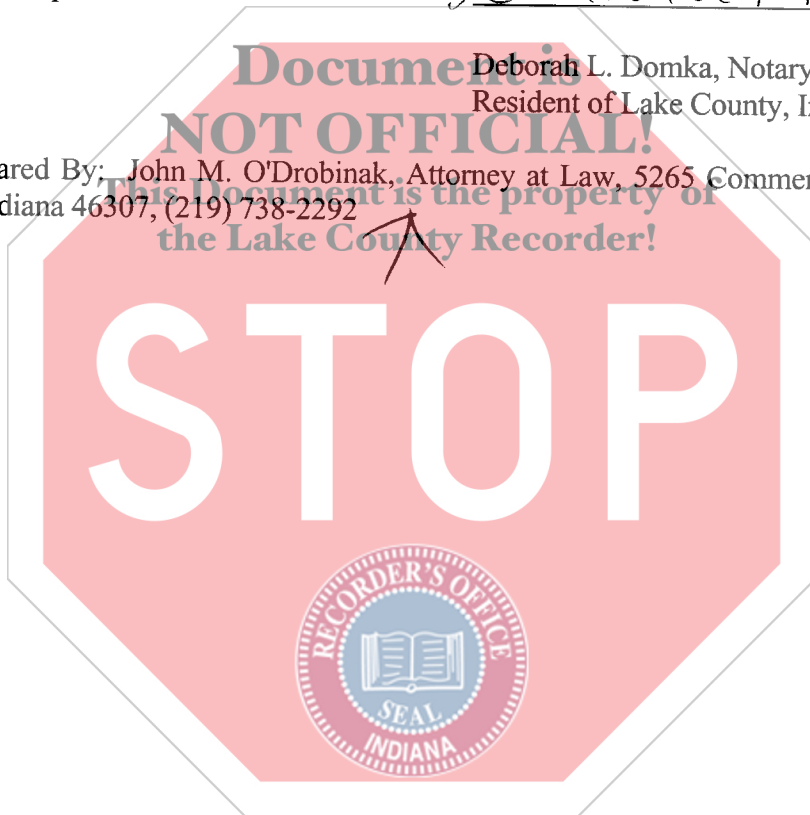 Document is
Deborah L. Domka, Notary
NOT OFFICIAL!
Resident of Lake County,
ared By: John M. O'Drobinak, Attorney at Law, 5265 Commer
This Document is the property of
diana 46307, (219) 738-2292
the Lake County Recorder!
STOP
RECORDER'S OFFICE
SEAL
INDIANA